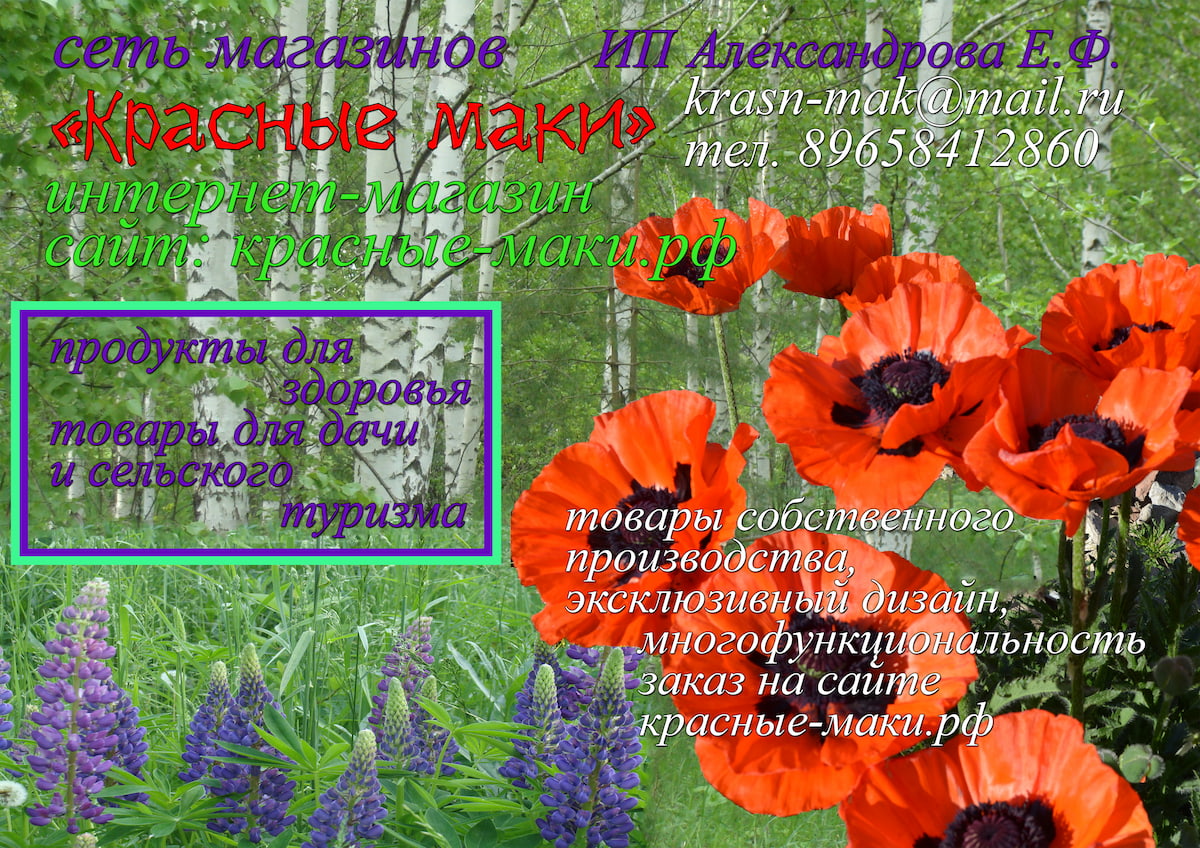 сеть магазинов
ИП Александрова Е.Ф.
«Красные маки»
krasn-mak@mail.ru
тел. 89658412860
интернет-магазин
сайт: красные-маки.рф
продукты для
здоровья
товары для дачи
и сельского
туризма
товары собственного
производства,
эксклюзивный дизайн,
многофункциональность
заказ на сайте
красные-маки.рф